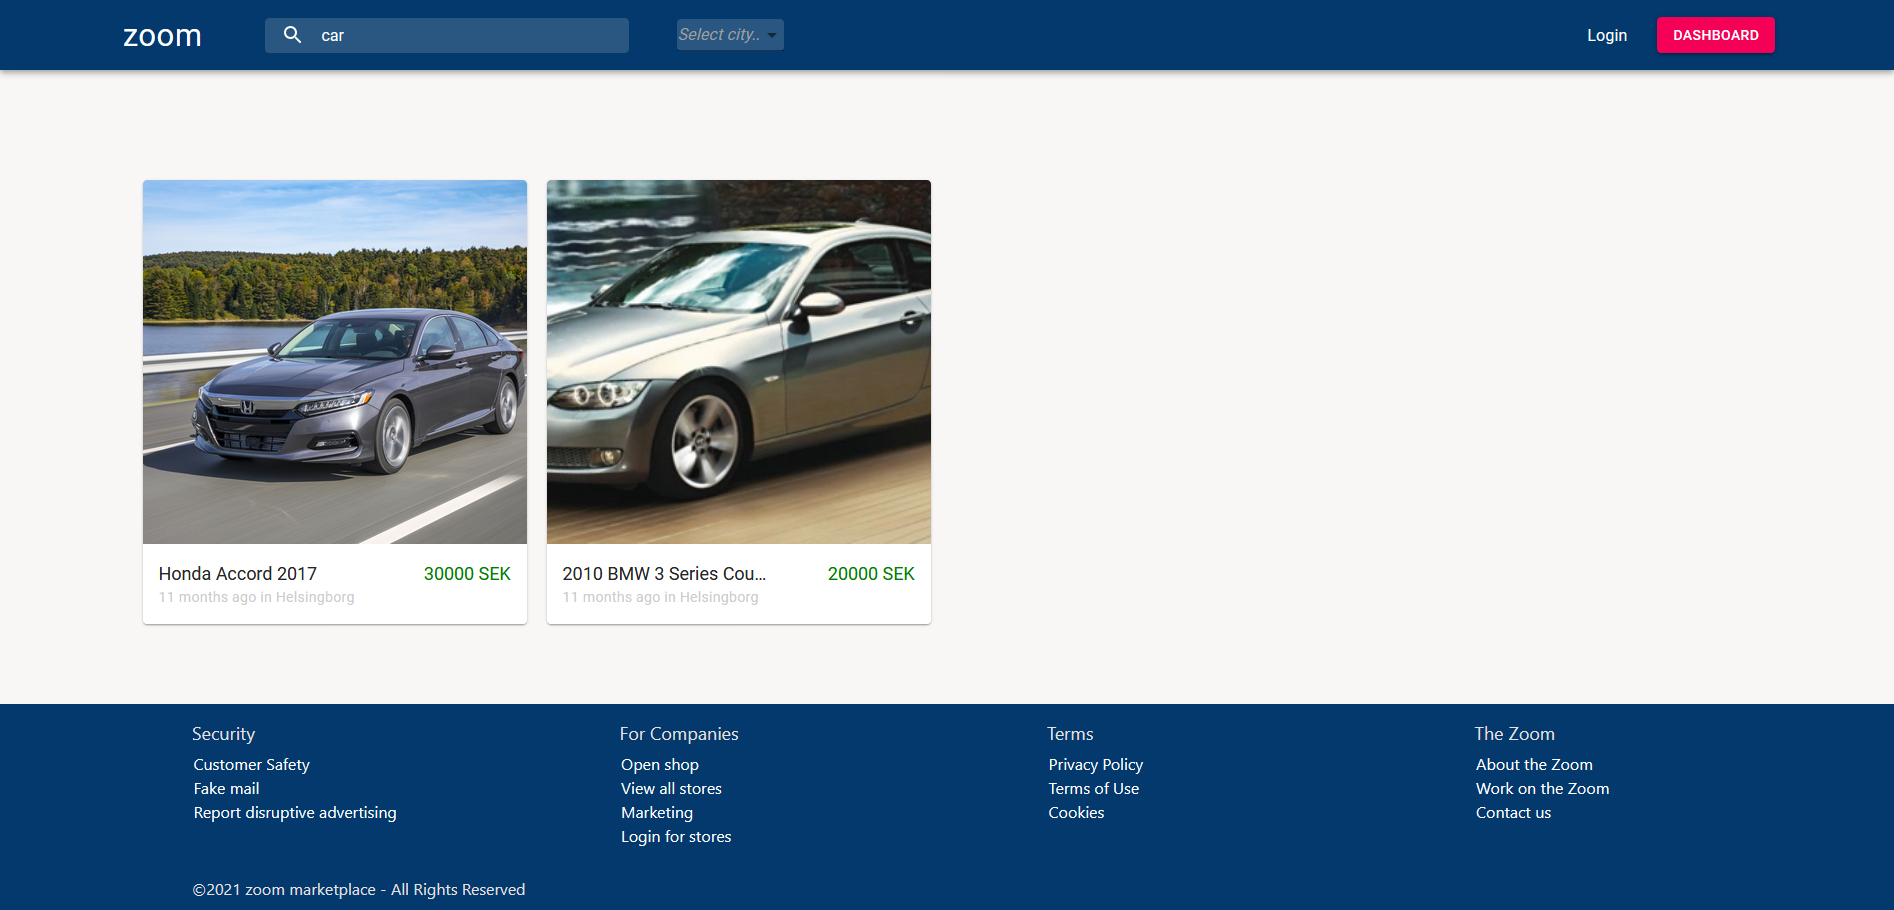 zoom
car
Select city..
Login
DASHBOARD
Honda Accord 2017
30000 SEK
11 months ago in Helsingborg
2010 BMW 3 Series Cou...
20000 SEK
11 months ago in Helsingborg
Security
Customer Safety
Fake mail
Report disruptive advertising
For Companies
Open shop
View all stores
Marketing
Login for stores
Terms
Privacy Policy
Terms of Use
Cookies
The Zoom
About the Zoom
Work on the Zoom
Contact us
©2021 zoom marketplace - All Rights Reserved